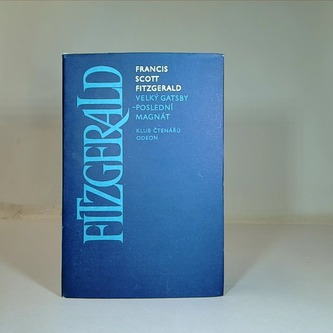 FITZGERALD
FRANCIS
SCOTT
FITZGERALD
VELKÝ GATSBY
-POSLEDNÍ
MAGNÁT
KLUB ČTENÁŘŮ
ODEON